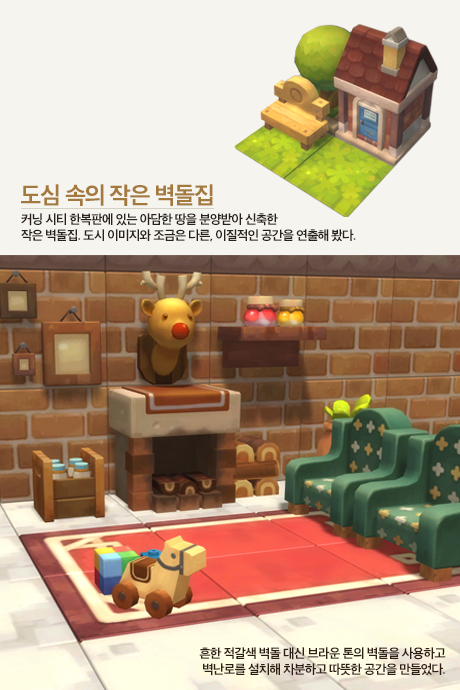 도심 속의 작은 벽돌집
커닝 시티 한복판에 있는 아담한 땅을 분양받아 신축한
작은 벽돌집. 도시 이미지와 조금은 다른, 이질적인 공간을 연출해 봤다.
흔한 적갈색 벽돌 대신 브라운 톤의 벽돌을 사용하고
벽난로를 설치해 차분하고 따뜻한 공간을 만들었다.